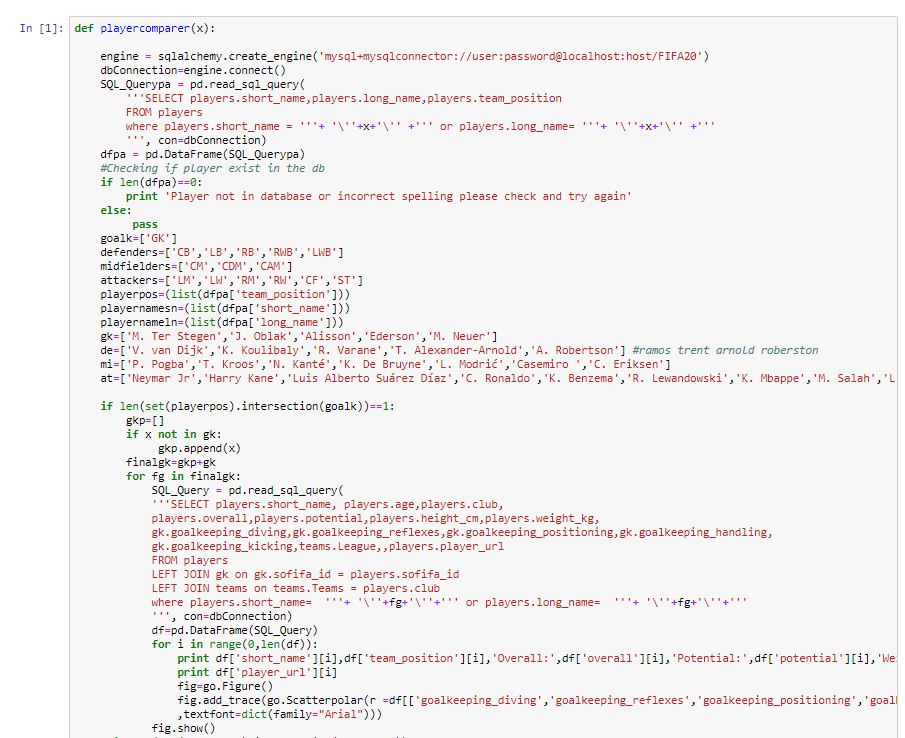 In [1]: def playercomparer(x):
engine = sqlalchemy.create_engine('mysql+mysqlconnector://user:password@localhost:host/FIFA20')
dbConnection=engine.connect()
SQL_Querypa = pd.read_sql_query(
'''SELECT players.short_name,players.long_name,players.team_position
FROM players
where players.short_name = '''+ '\''+x+'\'' +''' or players.long_name= '''+ '\''+x+'\'' +'''
''', con=dbConnection)
dfpa = pd.DataFrame(SQL_Querypa)
#Checking if player exist in the db
if len(dfpa)==0:
print 'Player not in database or incorrect spelling please check and try again'
else:
pass
goalk=['GK']
defenders=['CB','LB','RB','RWB','LWB']
midfielders=['CM','CDM','CAM']
attackers=['LM','LW','RM','RW','CF','ST']
playerpos=(list(dfpa['team_position']))
playernamesn=(list(dfpa['short_name']))
playernameln=(list(dfpa['long_name']))
gk=['M. Ter Stegen','J. Oblak','Alisson','Ederson','M. Neuer']
de=['V. van Dijk','K. Koulibaly','R. Varane','T. Alexander-Arnold','A. Robertson'] #ramos trent arnold roberston
mi=['P. Pogba','T. Kroos','N. Kanté','K. De Bruyne','L. Modrić','Casemiro ','C. Eriksen']
at=['Neymar Jr','Harry Kane','Luis Alberto Suárez Díaz','C. Ronaldo','K. Benzema','R. Lewandowski','K. Mbappe','M. Salah','L
if len(set(playerpos).intersection(goalk))==1:
gkp=[]
if x not in gk:
gkp.append(x)
finalgk=gkp+gk
for fg in finalgk:
SQL_Query = pd.read_sql_query(
'''SELECT players.short_name, players.age,players.club,
players.overall,players.potential,players.height_cm,players.weight_kg,
gk.goalkeeping_diving,gk.goalkeeping_reflexes,gk.goalkeeping_positioning,gk.goalkeeping_handling,
gk.goalkeeping_kicking,teams.League,,players.player_url
FROM players
LEFT JOIN gk on gk.sofifa_id = players.sofifa_id
LEFT JOIN teams on teams.Teams = players.club
where players.short_name=  '''+ '\''+fg+'\''+''' or players.long_name=  '''+ '\''+fg+'\''+'''
''', con=dbConnection)
df=pd.DataFrame(SQL_Query)
for i in range(0,len(df)):
print df['short_name'][i],df['team_position'][i],'Overall:',df['overall'][i],'Potential:',df['potential'][i],'We
print df['player_url'][i]
fig=go.Figure()
fig.add_trace(go.Scatterpolar(r =df[['goalkeeping_diving','goalkeeping_reflexes','goalkeeping_positioning','goal
,textfont=dict(family="Arial")))
fig.show()